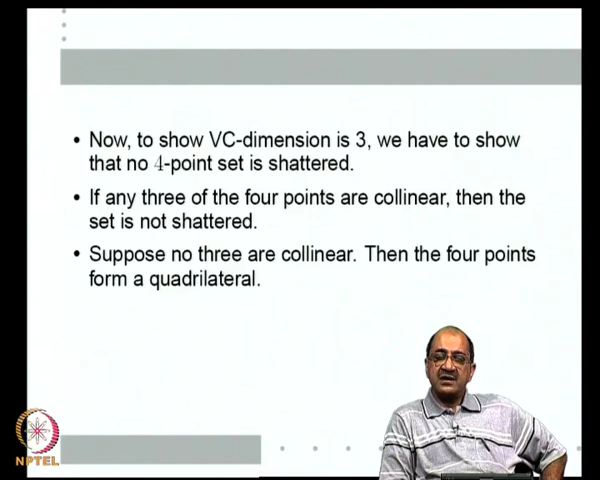 • Now, to show VC-dimension is 3, we have to show
that no 4-point set is shattered.
• If any three of the four points are collinear, then the
set is not shattered.
• Suppose no three are collinear. Then the four points
form a quadrilateral.
NPTEL